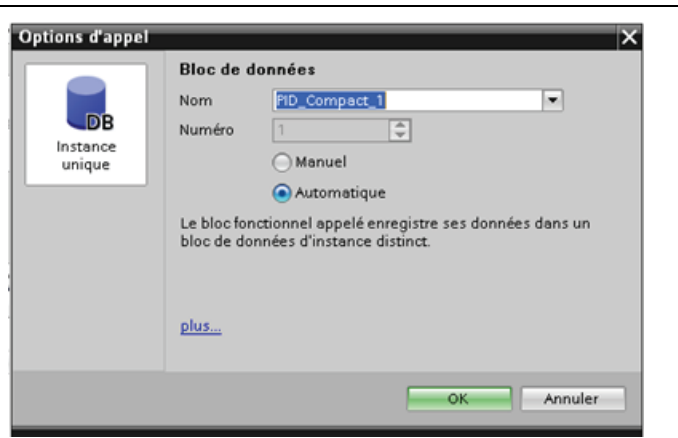 Options d'appel
DB
Instance
unique
Bloc de données
Nom
PID_Compact_1
Numéro
1
Manuel
Automatique
Le bloc fonctionnel appelé enregistre ses données dans un
bloc de données d'instance distinct.
plus...
OK
Annuler